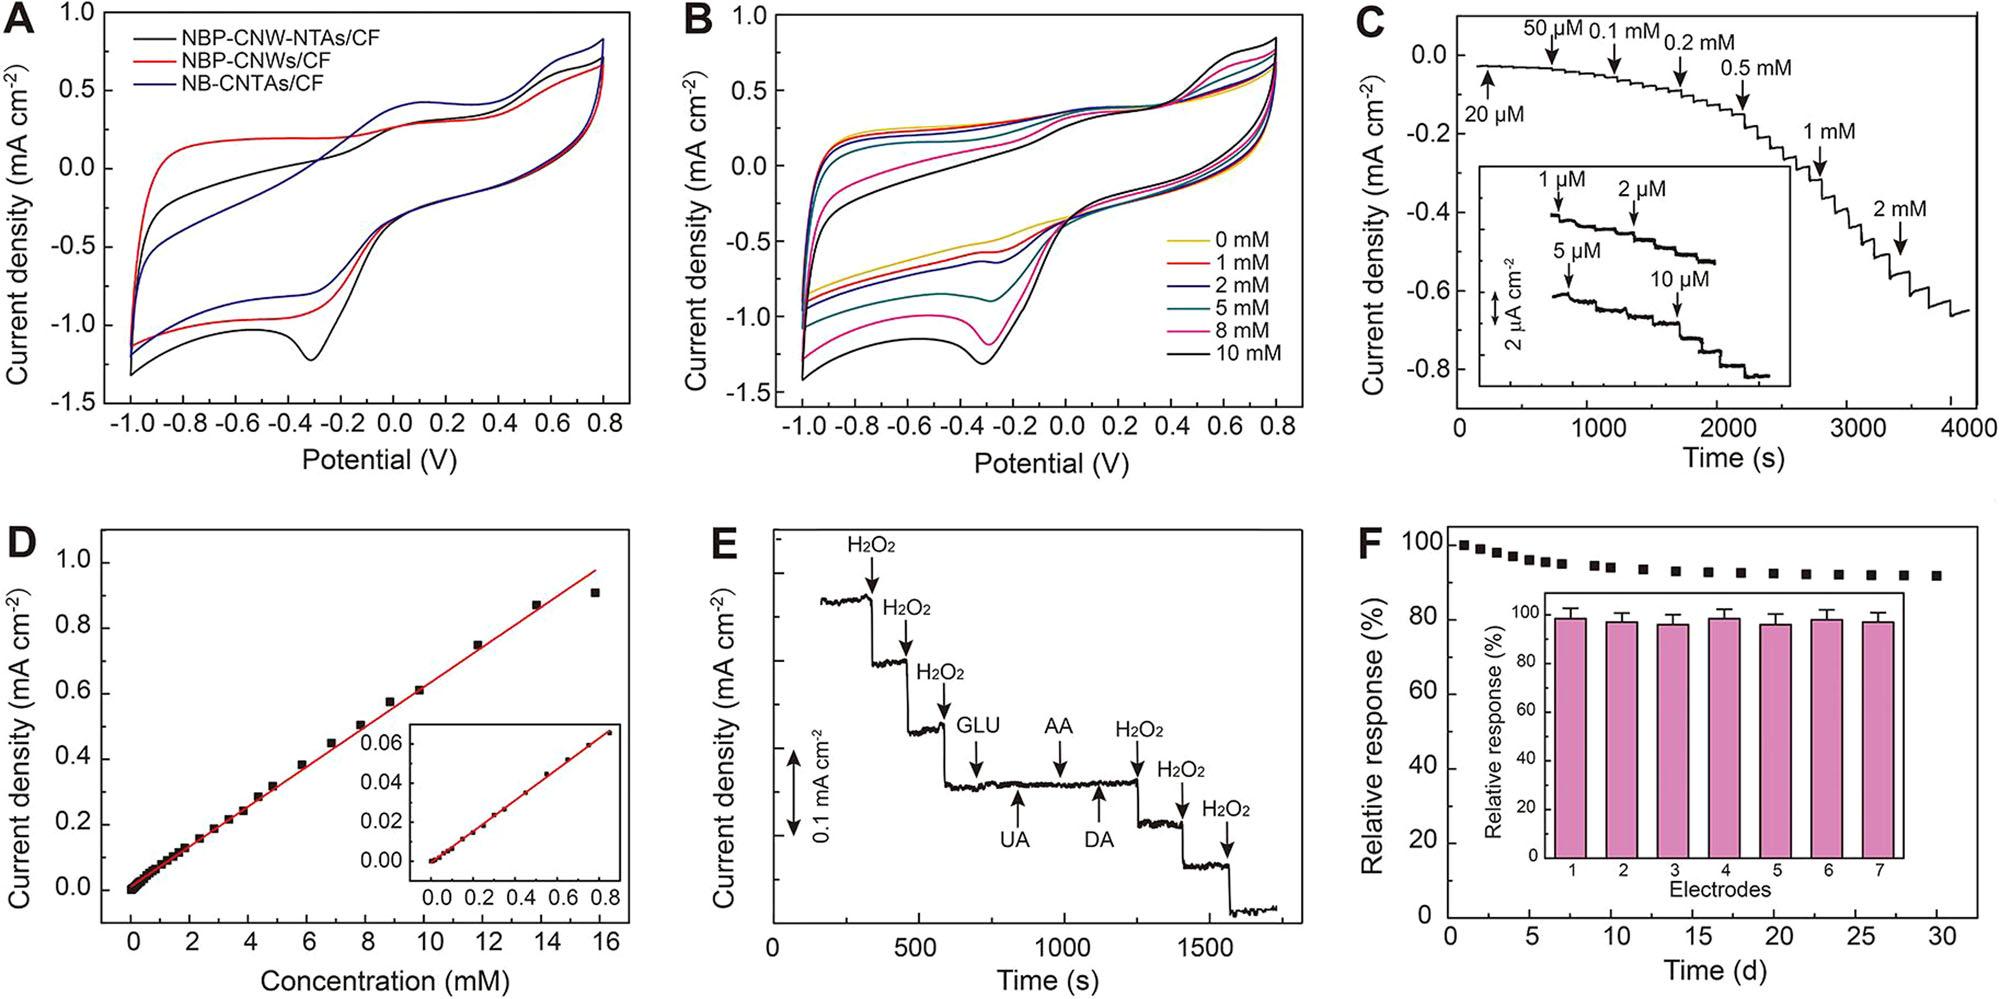 A
1.0
0.5
0.0
-0.5
-1.0
-1.5
Current density (mA cm-2)
NBP-CNW-NTAs/CF
NBP-CNWs/CF
NB-CNTAs/CF
-1.0 -0.8 -0.6 -0.4 -0.2 0.0 0.2 0.4 0.6 0.8
Potential (V)
B
1.0
0.5
0.0
-0.5
-1.0
-1.5
Current density (mA cm-2)
0 mM
1 mM
2 mM
5 mM
8 mM
10 mM
-1.0 -0.8 -0.6 -0.4 -0.2 0.0 0.2 0.4 0.6 0.8
Potential (V)
C
0.0
-0.2
-0.4
-0.6
-0.8
Current density (mA cm-2)
20 μM
50 μM
0.1 mM
0.2 mM
0.5 mM
1 mM
2 mM
1 μM
2 μM
5 μM
10 μM
2 μA cm-2
0 1000 2000 3000 4000
Time (s)
D
1.0
0.8
0.6
0.4
0.2
0.0
Current density (mA cm-2)
0.06
0.04
0.02
0.00
0.0 0.2 0.4 0.6 0.8
0 2 4 6 8 10 12 14 16
Concentration (mM)
E
Current density (mA cm-2)
0.1 mA cm-2
H2O2
H2O2
H2O2
GLU
UA
AA
DA
H2O2
H2O2
H2O2
0 500 1000 1500
Time (s)
F
100
80
60
40
20
0
Relative response (%)
100
80
60
40
20
0
Relative response (%)
1 2 3 4 5 6 7
Electrodes
0 5 10 15 20 25 30
Time (d)